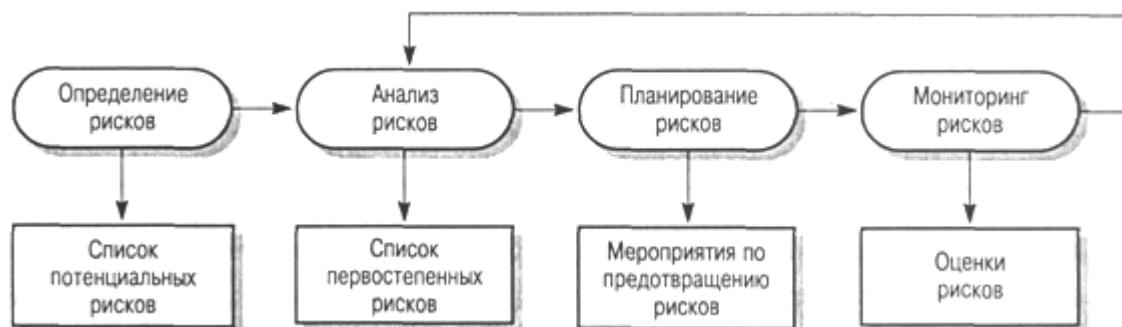 Определение
рисков
Анализ
рисков
Планирование
рисков
Мониторинг
рисков
Список
потенциальных
рисков
Список
первостепенных
рисков
Мероприятия по
предотвращению
рисков
Оценки
рисков